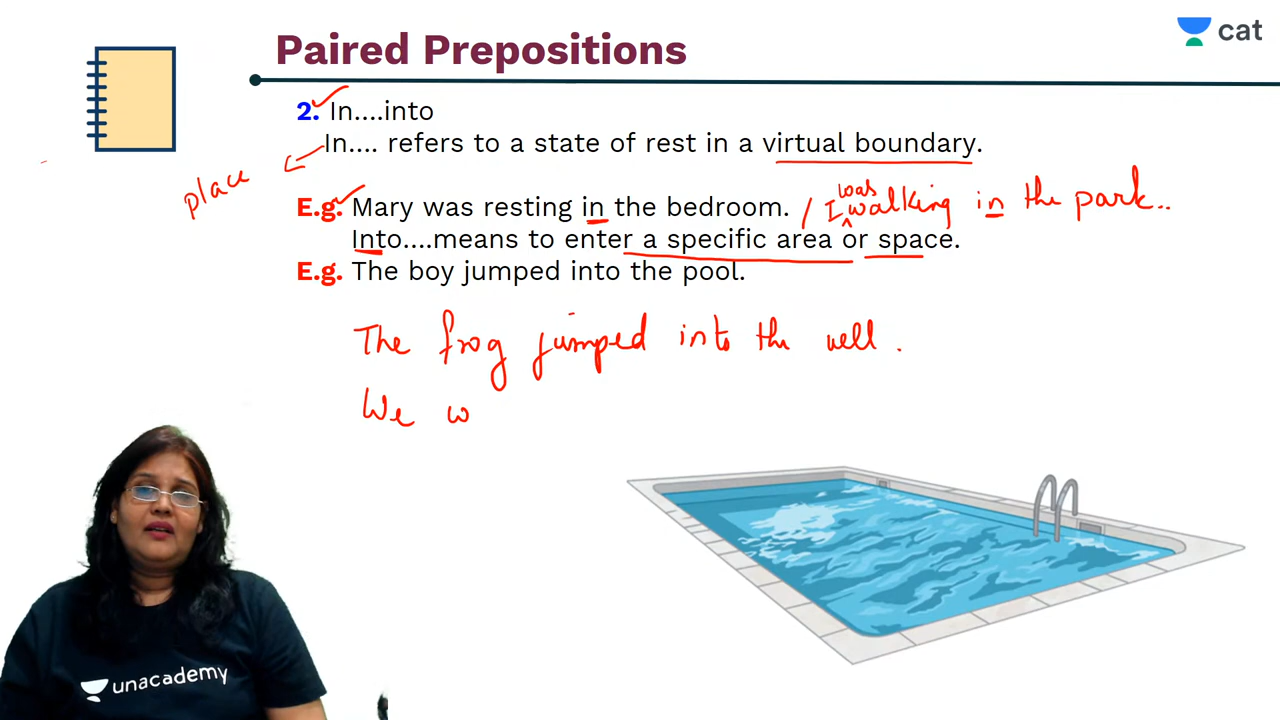 Paired Prepositions
cat
2. In....into
In.... refers to a state of rest in a virtual boundary.
place
E.g. Mary was resting in the bedroom. / I was walking in the park..
Into....means to enter a specific area or space.
E.g. The boy jumped into the pool.
The frog jumped into the well.
We w
unacademy